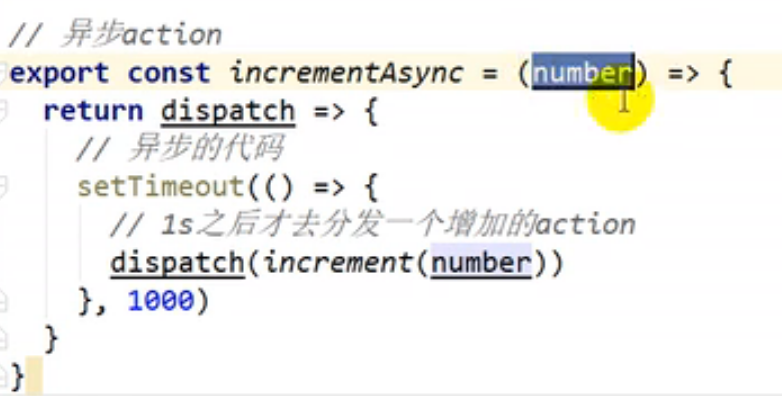 // 异步action
export const incrementAsync = (number) => {
return dispatch => {
// 异步的代码
setTimeout(() => {
// 1s之后才去分发一个增加的action
dispatch(increment(number))
}, 1000)
}
}